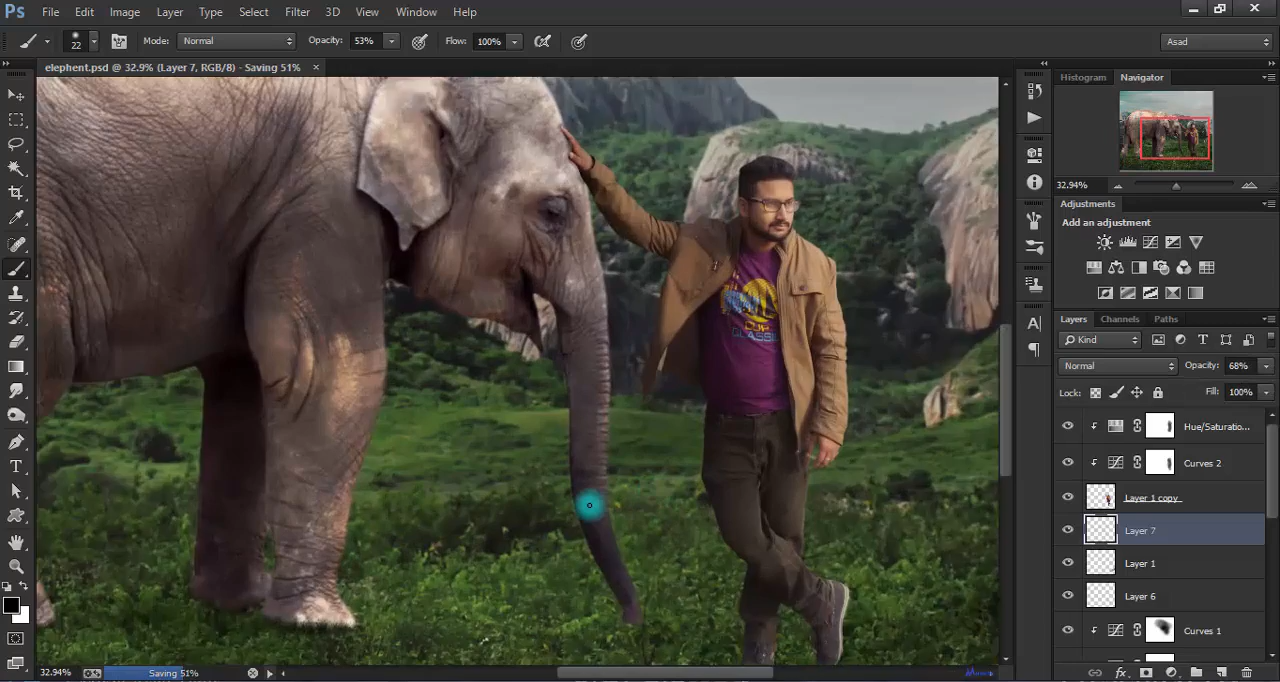 Ps File Edit Image Layer Type Select Filter 3D View Window Help
22 Mode: Normal Opacity: 53% Flow: 100% Asad
elephent.psd @ 32.9% (Layer 7, RGB/8) - Saving 51% ×
Histogram Navigator
32.94%
Adjustments
Add an adjustment
Layers Channels Paths
Kind
Normal Opacity: 68%
Lock: Fill: 100%
Hue/Saturatio...
Curves 2
Layer 1 copy
Layer 7
Layer 1
Layer 6
Curves 1
CLASSIC
32.94% Saving 51%